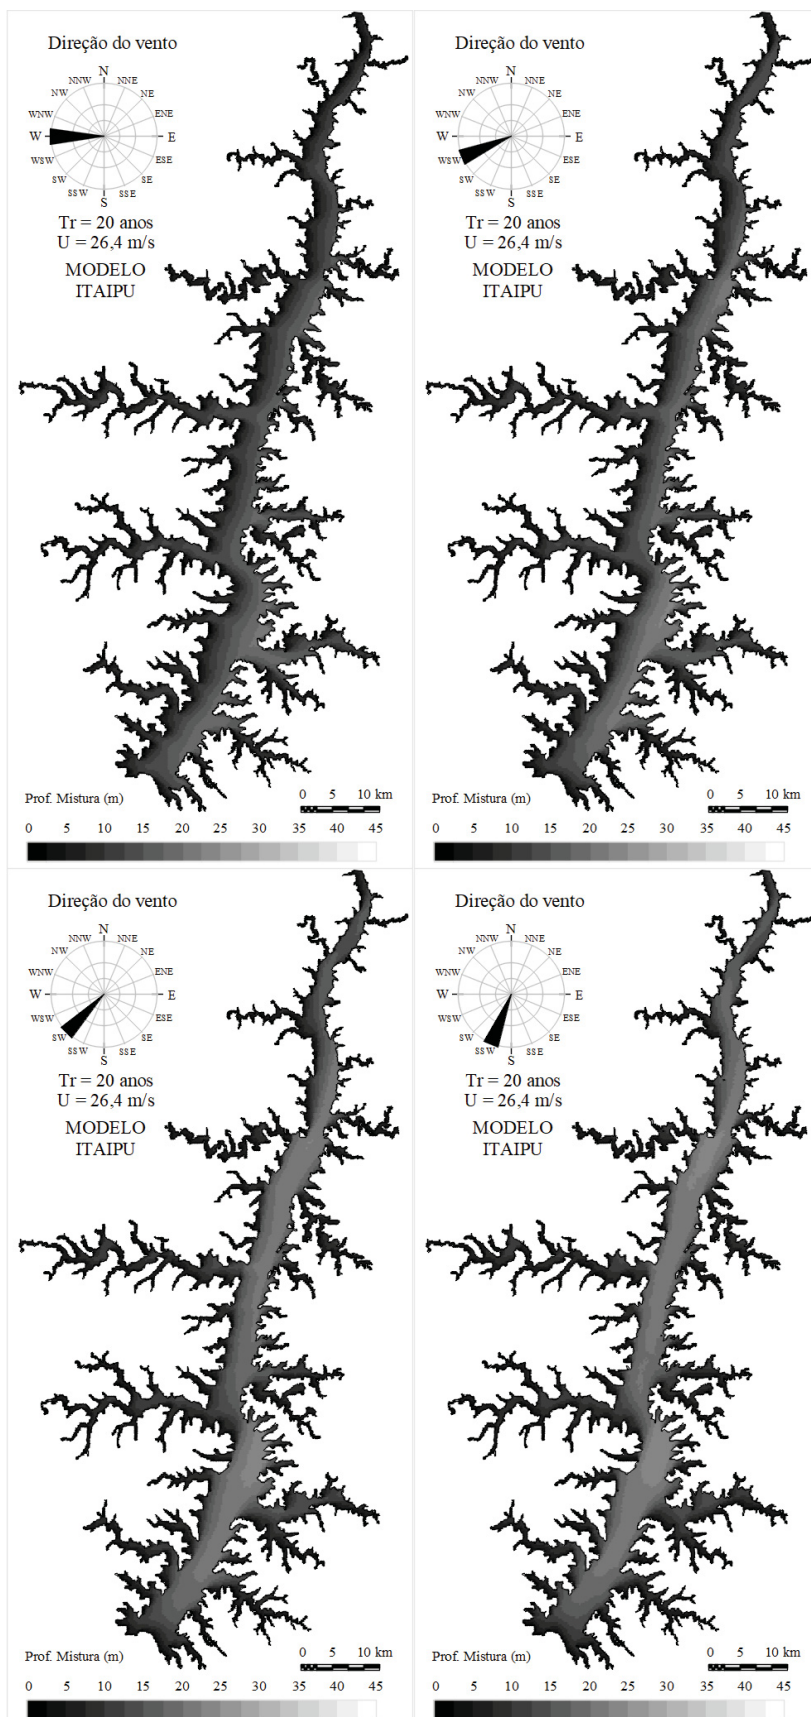 Direção do vento
N
NNW NNE
NW NE
WNW ENE
W E
WSW ESE
SW SE
SSW SSE
S
Tr = 20 anos
U = 26,4 m/s
MODELO
ITAIPU
Prof. Mistura (m)
0 5 10 km
0 5 10 15 20 25 30 35 45
Direção do vento
N
NNW NNE
NW NE
WNW ENE
W E
WSW ESE
SW SE
SSW SSE
S
Tr = 20 anos
U = 26,4 m/s
MODELO
ITAIPU
Prof. Mistura (m)
0 5 10 km
0 5 10 15 20 25 30 35 45
Direção do vento
N
NNW NNE
NW NE
WNW ENE
W E
WSW ESE
SW SE
SSW SSE
S
Tr = 20 anos
U = 26,4 m/s
MODELO
ITAIPU
Prof. Mistura (m)
0 5 10 km
0 5 10 15 20 25 30 35 45
Direção do vento
N
NNW NNE
NW NE
WNW ENE
W E
WSW ESE
SW SE
SSW SSE
S
Tr = 20 anos
U = 26,4 m/s
MODELO
ITAIPU
Prof. Mistura (m)
0 5 10 km
0 5 10 15 20 25 30 35 45